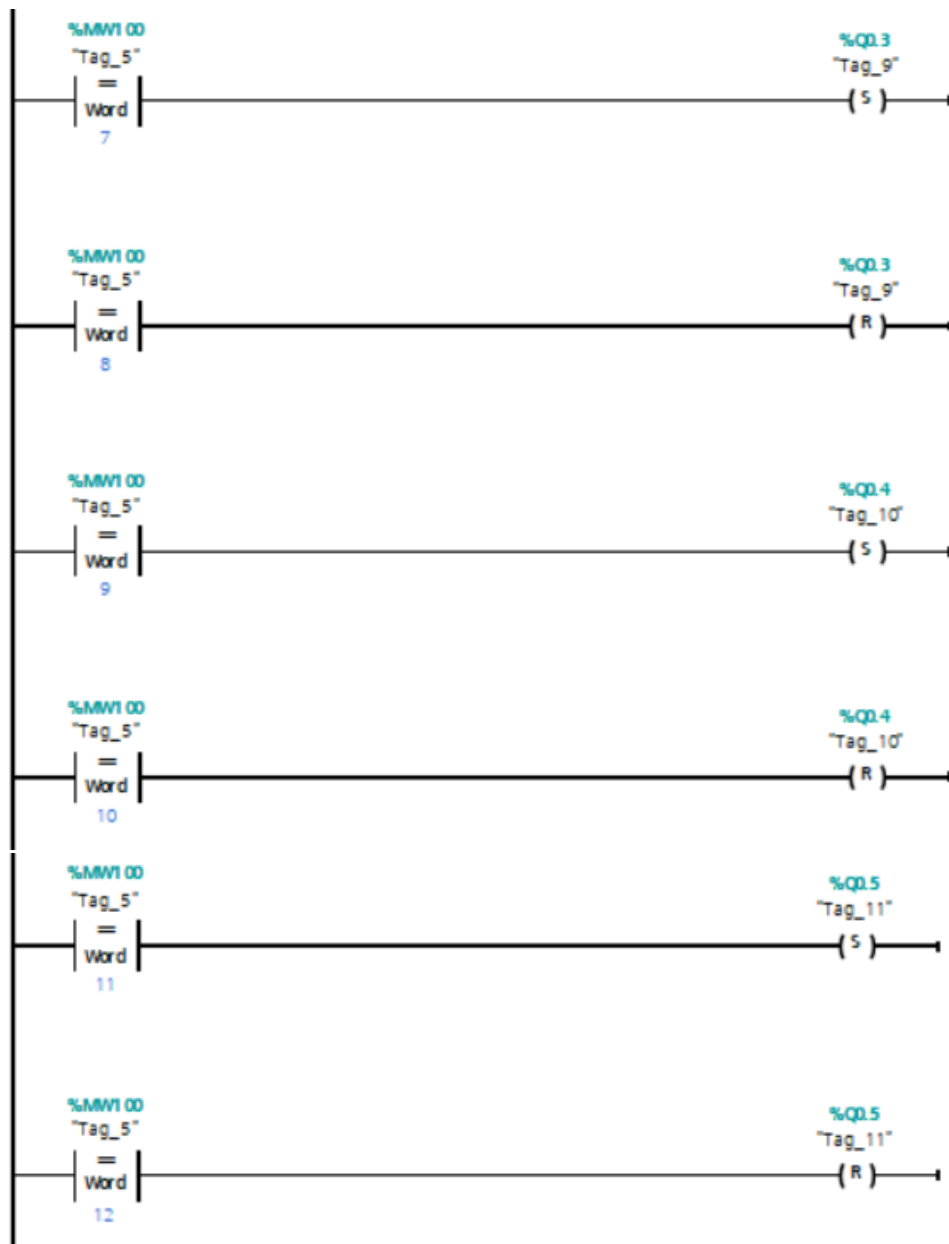 %MW100
"Tag_5"
%Q0.3
"Tag_9"
=
Word
S
7
%MW100
"Tag_5"
%Q0.3
"Tag_9"
=
Word
R
8
%MW100
"Tag_5"
%Q0.4
"Tag_10"
=
Word
S
9
%MW100
"Tag_5"
%Q0.4
"Tag_10"
=
Word
R
10
%MW100
"Tag_5"
%Q0.5
"Tag_11"
=
Word
S
11
%MW100
"Tag_5"
%Q0.5
"Tag_11"
=
Word
R
12